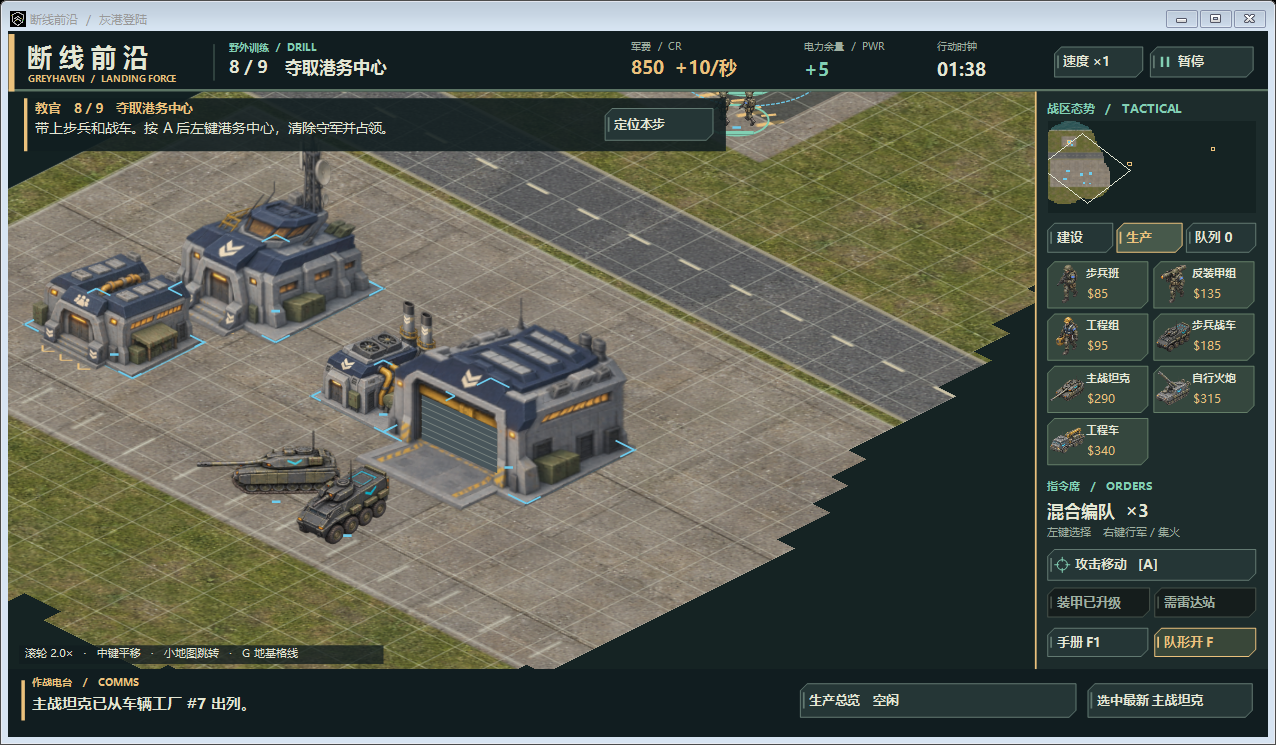 断线前沿 / 灰港登陆
断线前沿
GREYHAVEN / LANDING FORCE
野外训练 / DRILL
8 / 9 夺取港务中心
军费 / CR
850 +10/秒
电力余量 / PWR
+5
行动时钟
01:38
速度 ×1
暂停
教官 8 / 9 夺取港务中心
带上步兵和战车。按 A 后左键港务中心，清除守军并占领。
定位本步
战区态势 / TACTICAL
建设
生产
队列 0
步兵班
$85
反装甲组
$135
工程组
$95
步兵战车
$185
主战坦克
$290
自行火炮
$315
工程车
$340
指令席 / ORDERS
混合编队 ×3
左键选择 右键行军 / 集火
攻击移动 [A]
装甲已升级
需雷达站
手册 F1
队形开 F
滚轮 2.0× · 中键平移 · 小地图跳转 · G 地基格线
作战电台 / COMMS
主战坦克已从车辆工厂 #7 出列。
生产总览 空闲
选中最新 主战坦克